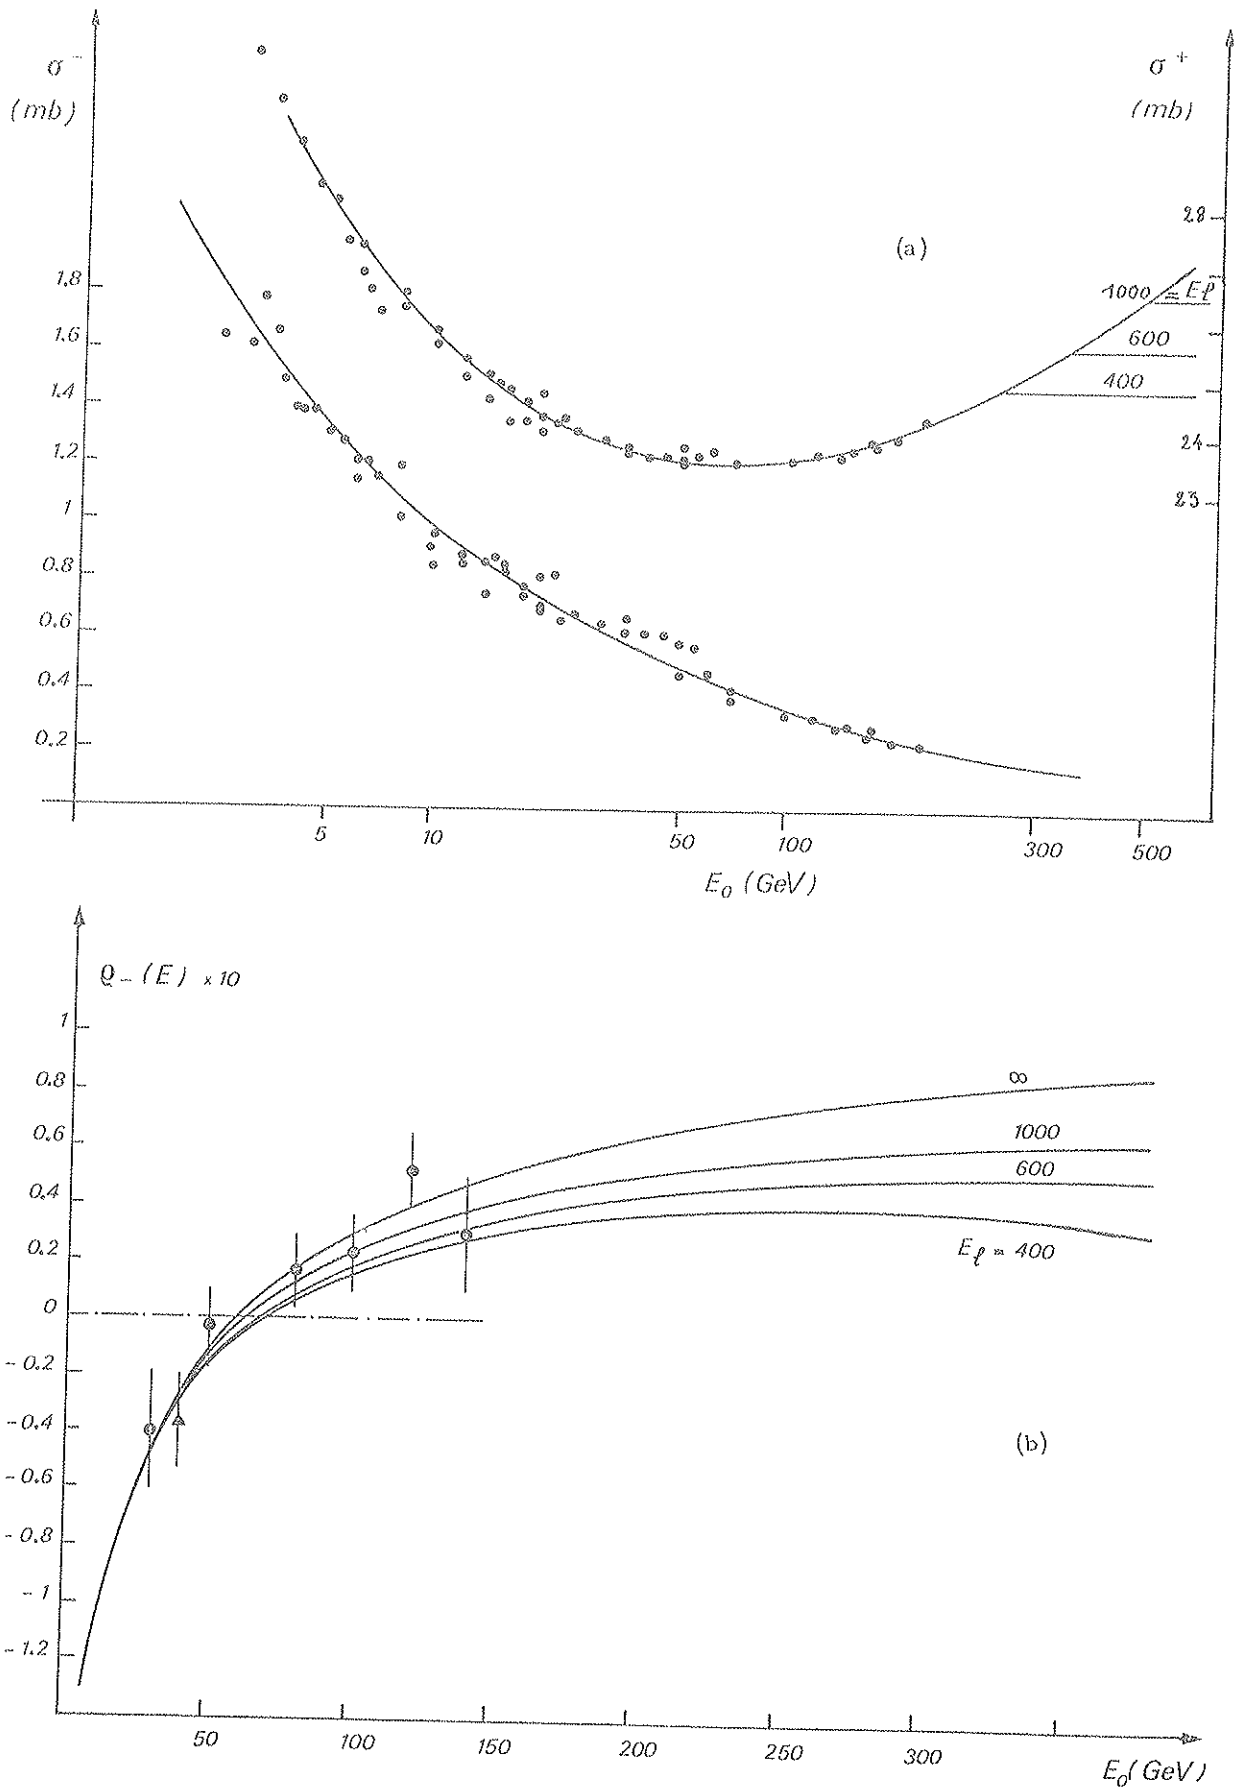 σ⁻
(mb)
σ⁺
(mb)
(a)
28
24
23
1000 = Eℓ
600
400
1.8
1.6
1.4
1.2
1
0.8
0.6
0.4
0.2
5 10 50 100 300 500
E₀ (GeV)
ϱ₋(E) × 10
1
0.8
0.6
0.4
0.2
0
-0.2
-0.4
-0.6
-0.8
-1
-1.2
∞
1000
600
Eℓ = 400
(b)
50 100 150 200 250 300
E₀ (GeV)